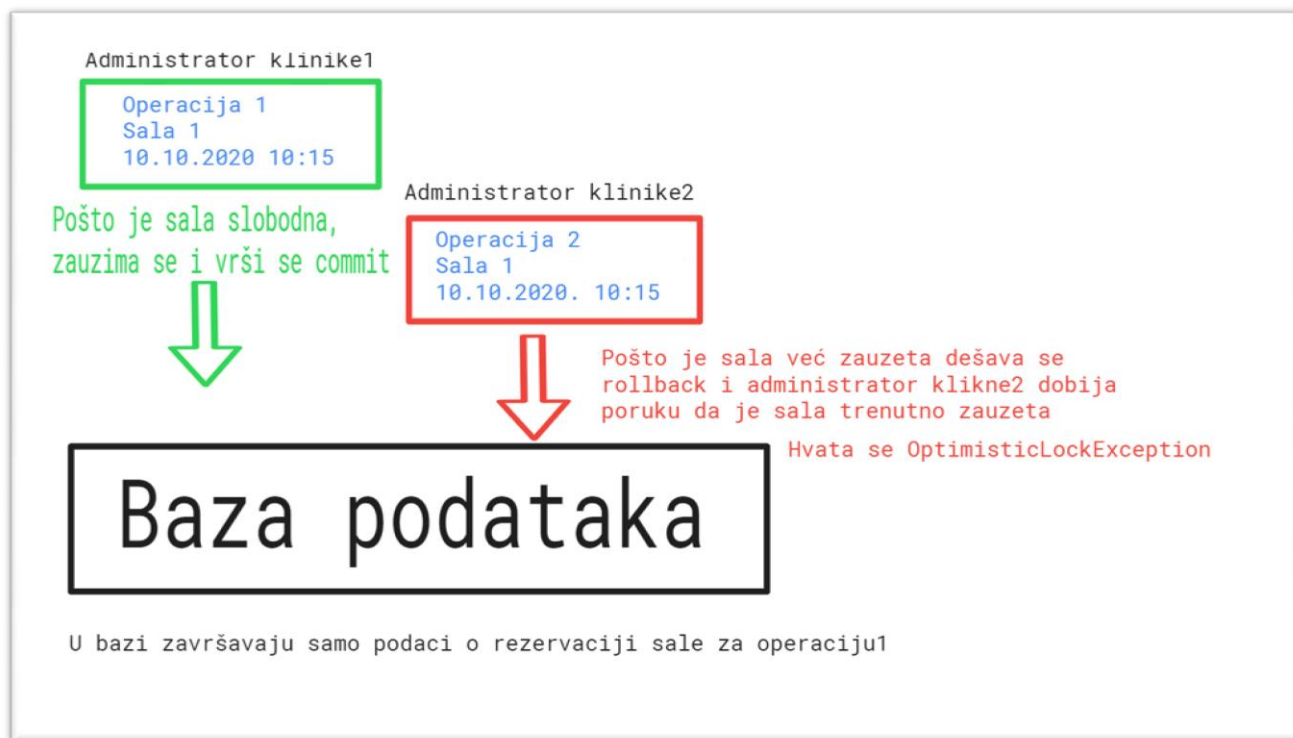 Administrator klinike1
Operacija 1
Sala 1
10.10.2020 10:15
Pošto je sala slobodna,
zauzima se i vrši se commit
Administrator klinike2
Operacija 2
Sala 1
10.10.2020. 10:15
Pošto je sala već zauzeta dešava se
rollback i administrator klikne2 dobija
poruku da je sala trenutno zauzeta
Hvata se OptimisticLockException
Baza podataka
U bazi završavaju samo podaci o rezervaciji sale za operaciju1